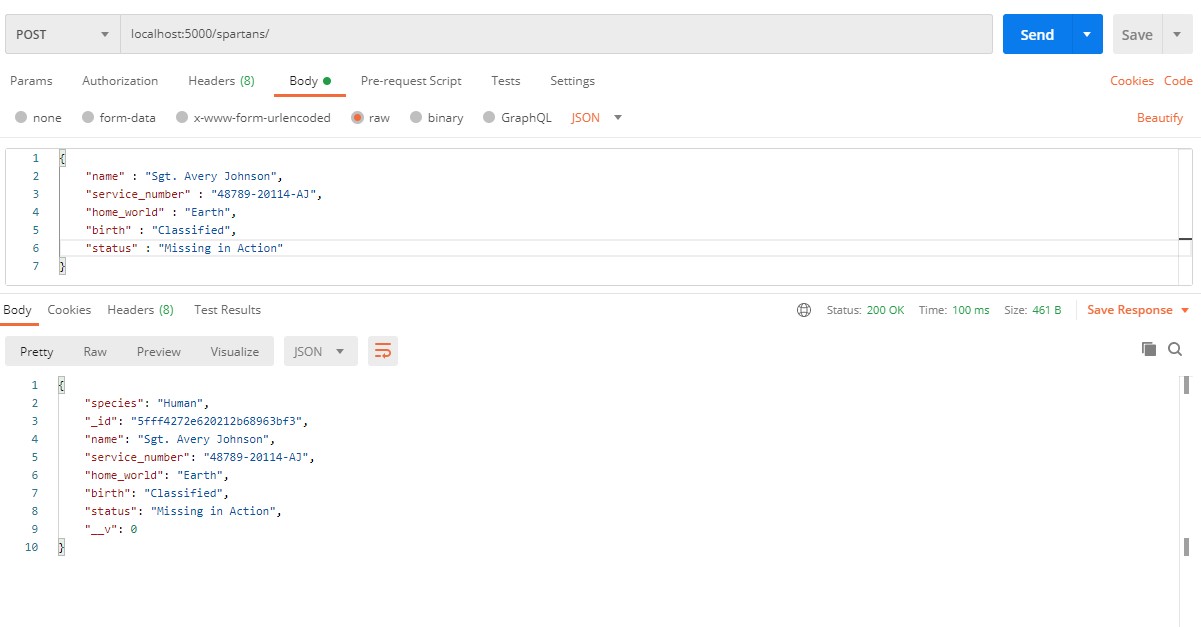 POST localhost:5000/spartans/ Send Save
Params Authorization Headers (8) Body Pre-request Script Tests Settings Cookies Code
none form-data x-www-form-urlencoded raw binary GraphQL JSON Beautify
1 {
2 "name" : "Sgt. Avery Johnson",
3 "service_number" : "48789-20114-AJ",
4 "home_world" : "Earth",
5 "birth" : "Classified",
6 "status" : "Missing in Action"
7 }
Body Cookies Headers (8) Test Results Status: 200 OK Time: 100 ms Size: 461 B Save Response
Pretty Raw Preview Visualize JSON
1 {
2 "species": "Human",
3 "_id": "5fff4272e620212b68963bf3",
4 "name": "Sgt. Avery Johnson",
5 "service_number": "48789-20114-AJ",
6 "home_world": "Earth",
7 "birth": "Classified",
8 "status": "Missing in Action",
9 "__v": 0
10 }